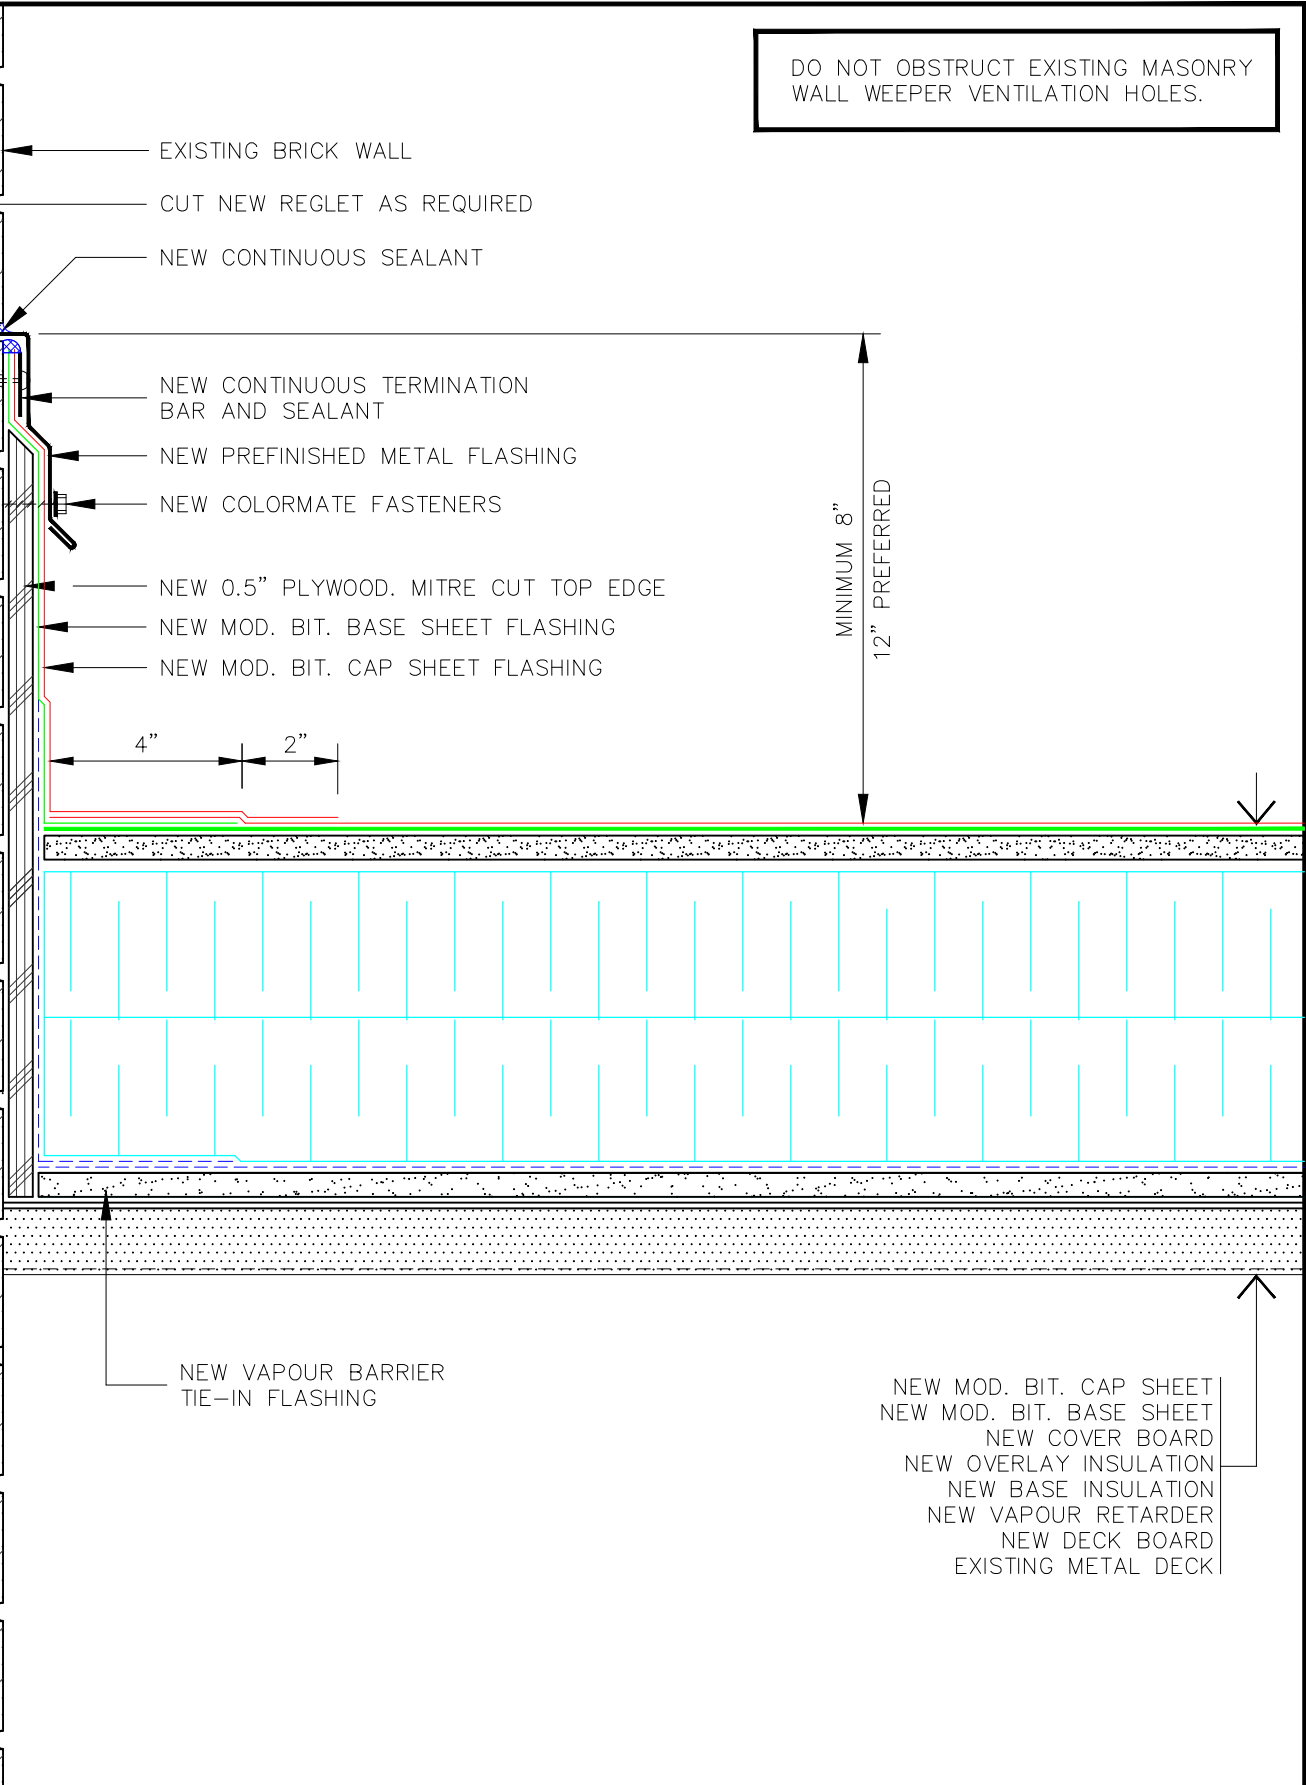 DO NOT OBSTRUCT EXISTING MASONRY
WALL WEEPER VENTILATION HOLES.
EXISTING BRICK WALL
CUT NEW REGLET AS REQUIRED
NEW CONTINUOUS SEALANT
NEW CONTINUOUS TERMINATION
BAR AND SEALANT
NEW PREFINISHED METAL FLASHING
NEW COLORMATE FASTENERS
NEW 0.5” PLYWOOD. MITRE CUT TOP EDGE
NEW MOD. BIT. BASE SHEET FLASHING
NEW MOD. BIT. CAP SHEET FLASHING
MINIMUM 8”
12” PREFERRED
4”
2”
NEW VAPOUR BARRIER
TIE–IN FLASHING
NEW MOD. BIT. CAP SHEET
NEW MOD. BIT. BASE SHEET
NEW COVER BOARD
NEW OVERLAY INSULATION
NEW BASE INSULATION
NEW VAPOUR RETARDER
NEW DECK BOARD
EXISTING METAL DECK